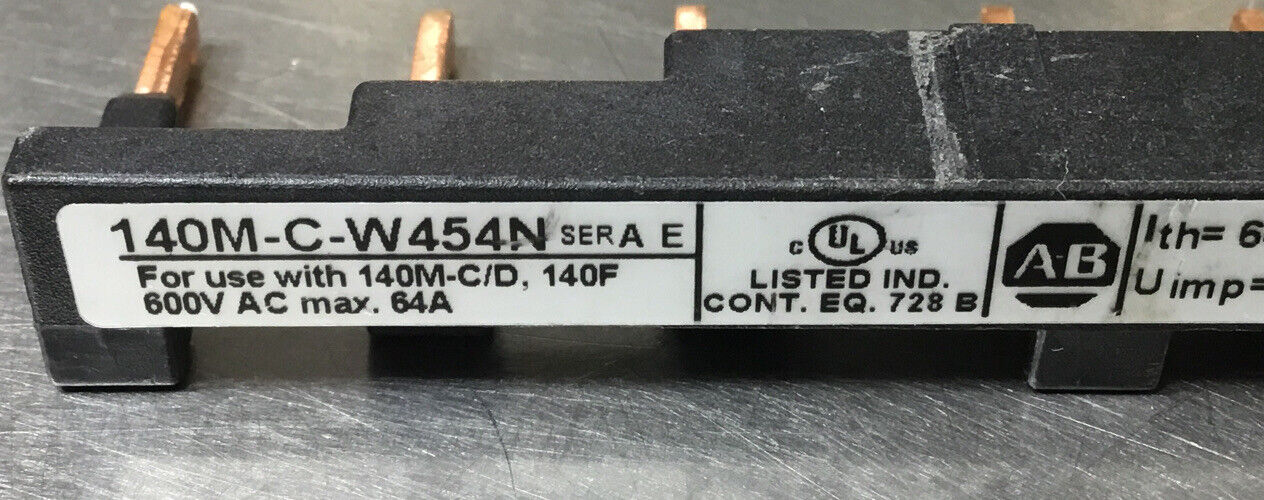 140M-C-W454N SER A E
For use with 140M-C/D, 140F
600V AC max. 64A
c UL us
LISTED IND.
CONT. EQ. 728 B
A-B
Ith= 6
Uimp=